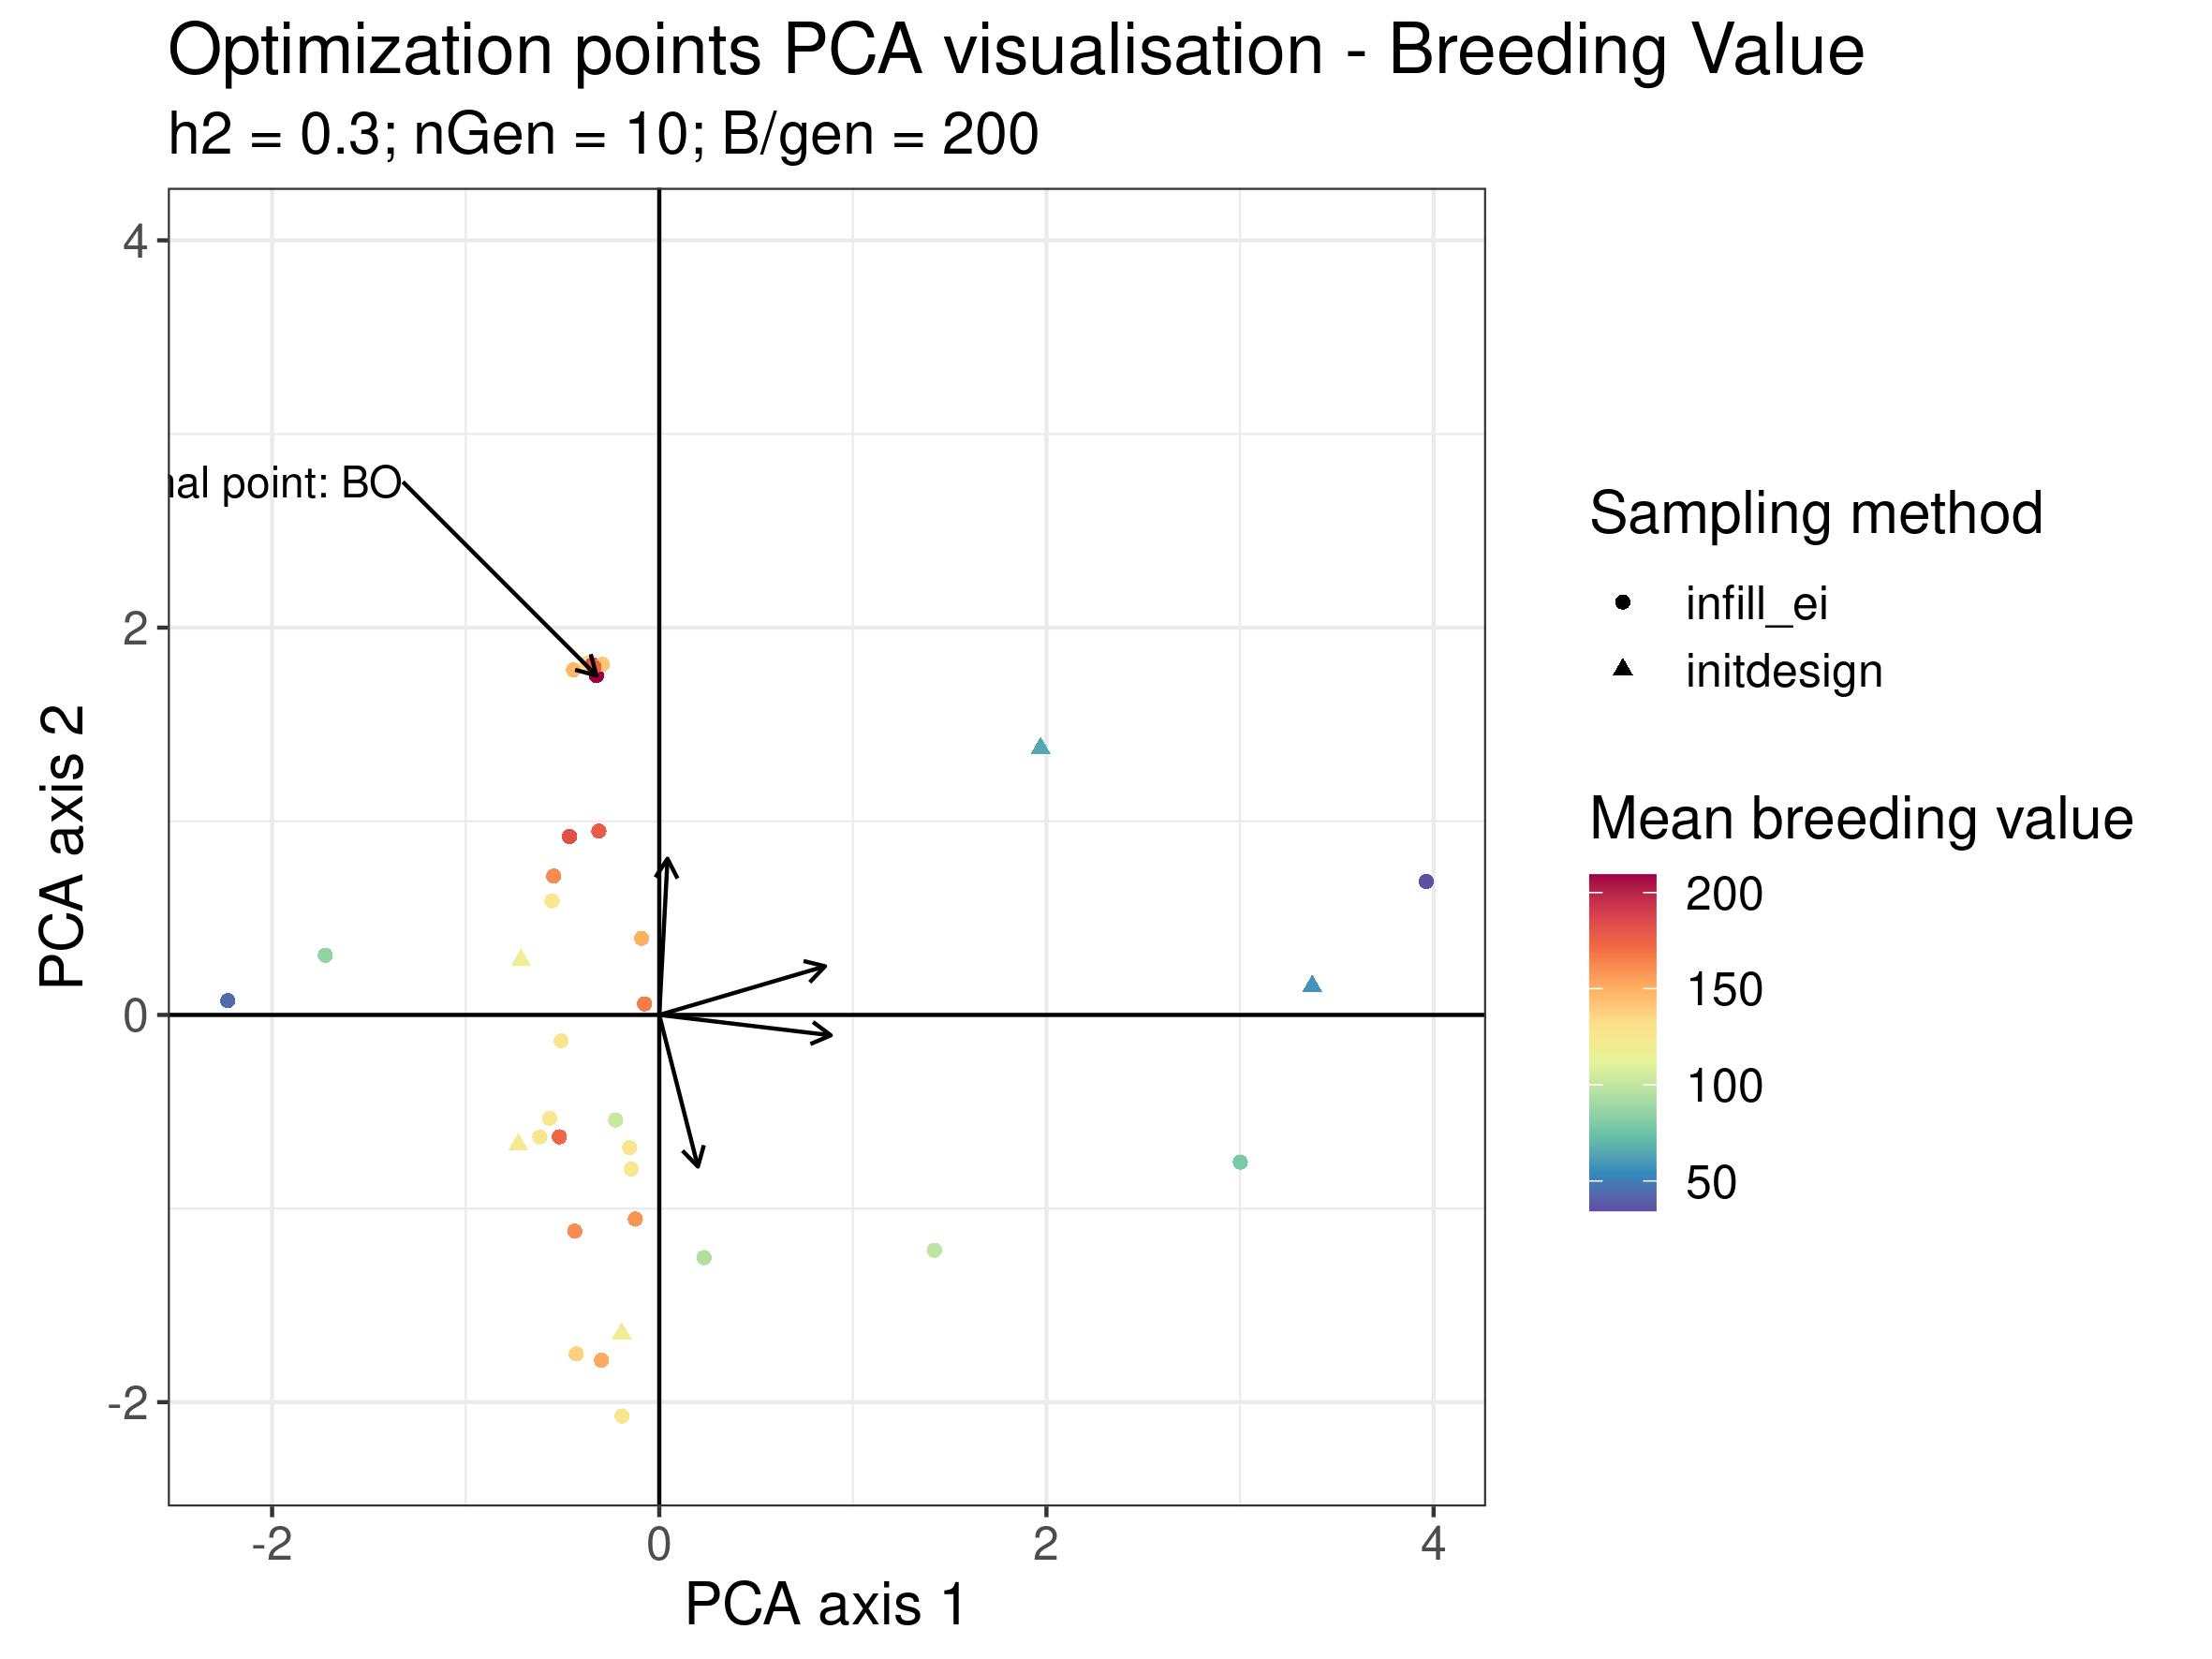 Optimization points PCA visualisation - Breeding Value
h2 = 0.3; nGen = 10; B/gen = 200
4
2
0
-2
PCA axis 2
point: BO
-2
0
2
4
PCA axis 1
Sampling method
infill_ei
initdesign
Mean breeding value
200
150
100
50